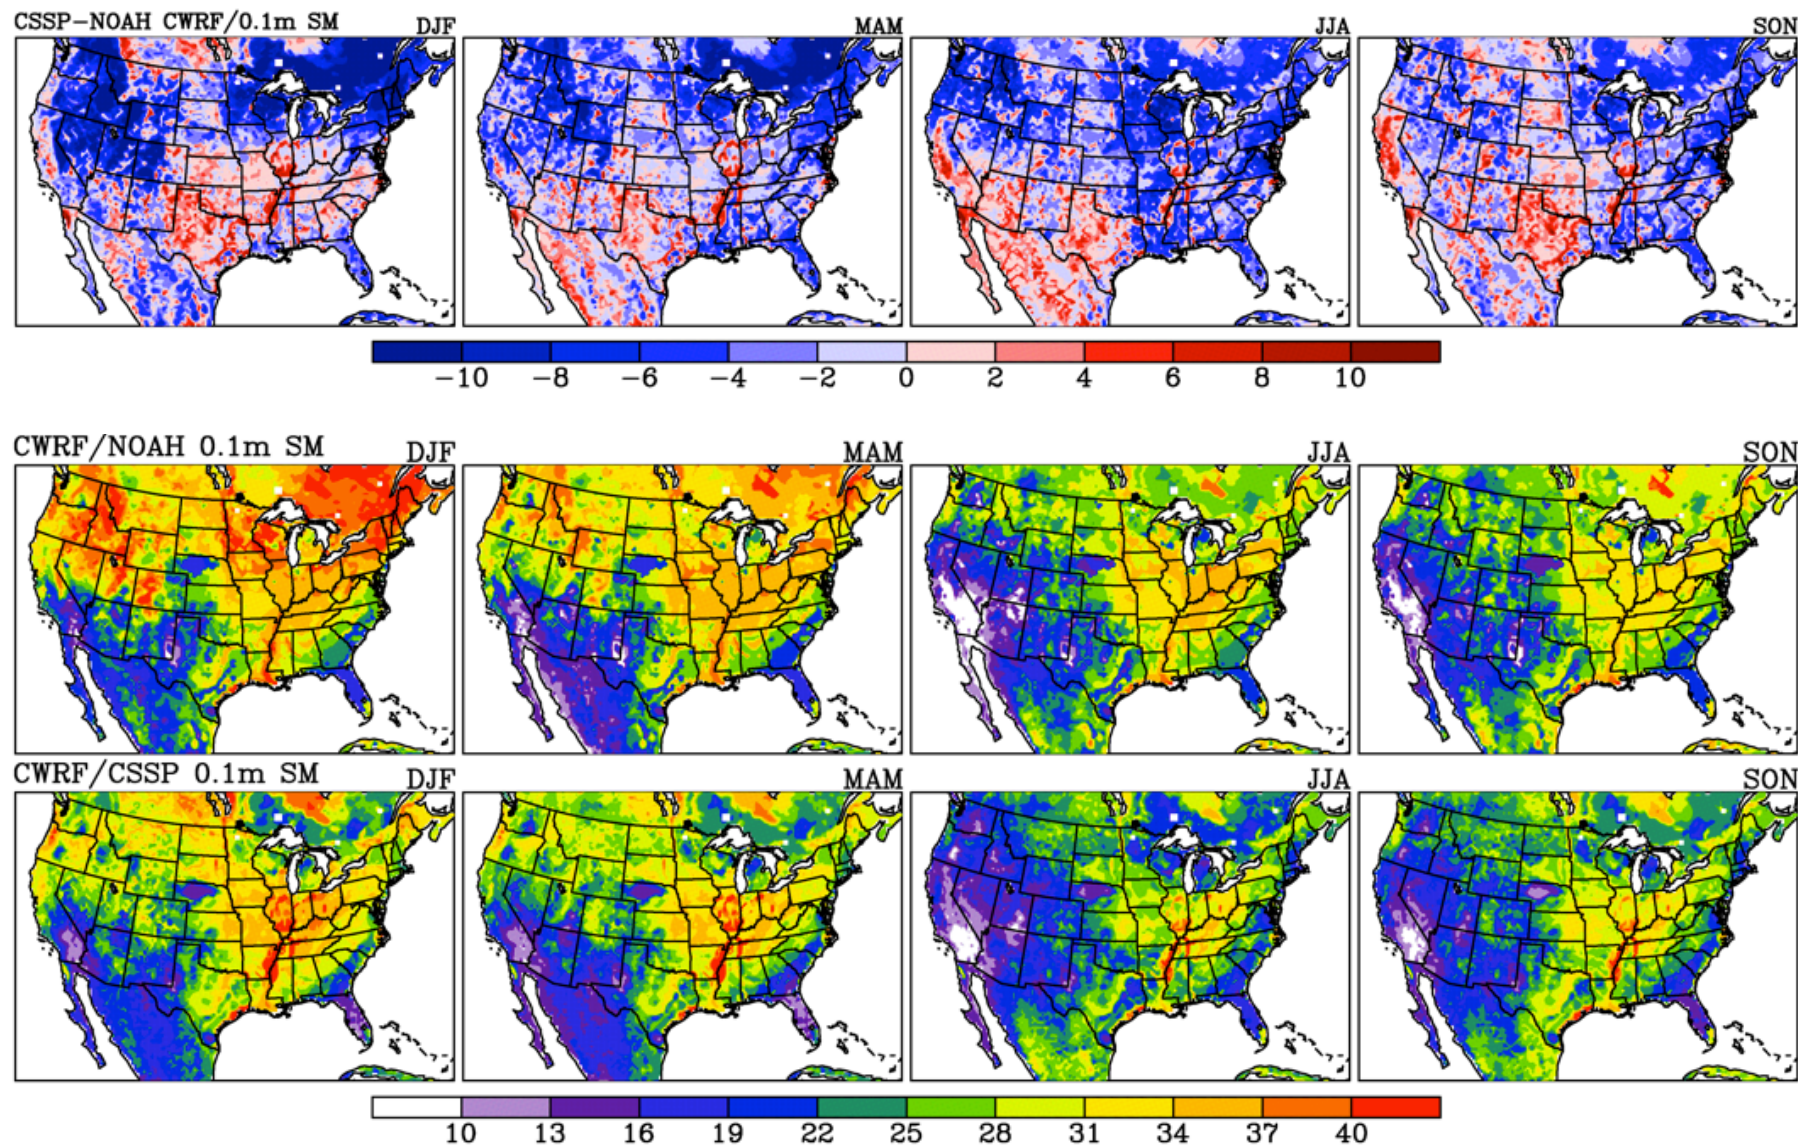 CSSP−NOAH CWRF/0.1m SM DJF MAM JJA SON
−10 −8 −6 −4 −2 0 2 4 6 8 10
CWRF/NOAH 0.1m SM DJF MAM JJA SON
CWRF/CSSP 0.1m SM DJF MAM JJA SON
10 13 16 19 22 25 28 31 34 37 40